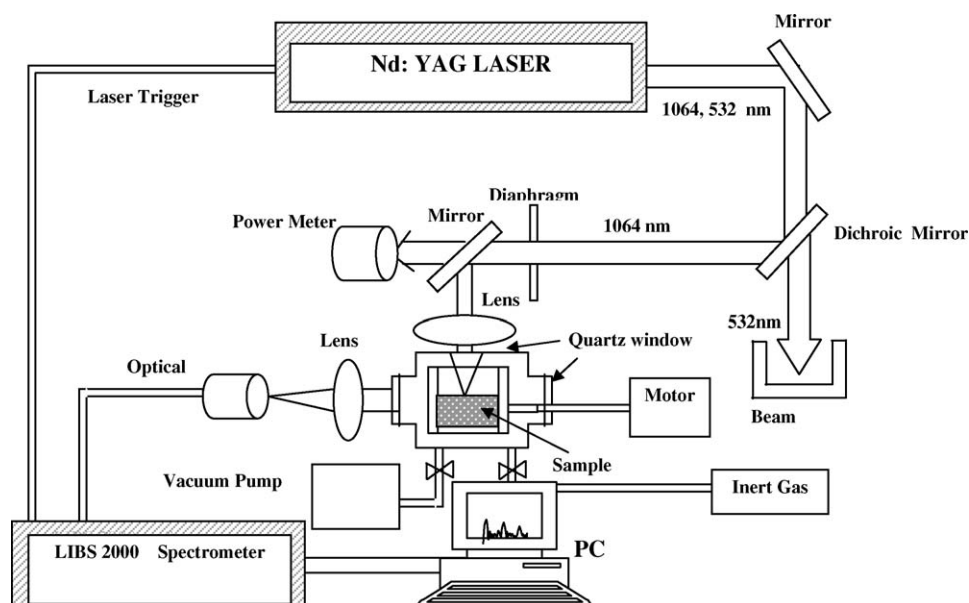 Mirror
Nd: YAG LASER
Laser Trigger
1064, 532 nm
Diaphragm
Mirror
Power Meter
1064 nm
Dichroic Mirror
Lens
532nm
Lens
Quartz window
Optical
Motor
Beam
Sample
Vacuum Pump
Inert Gas
PC
LIBS 2000 Spectrometer